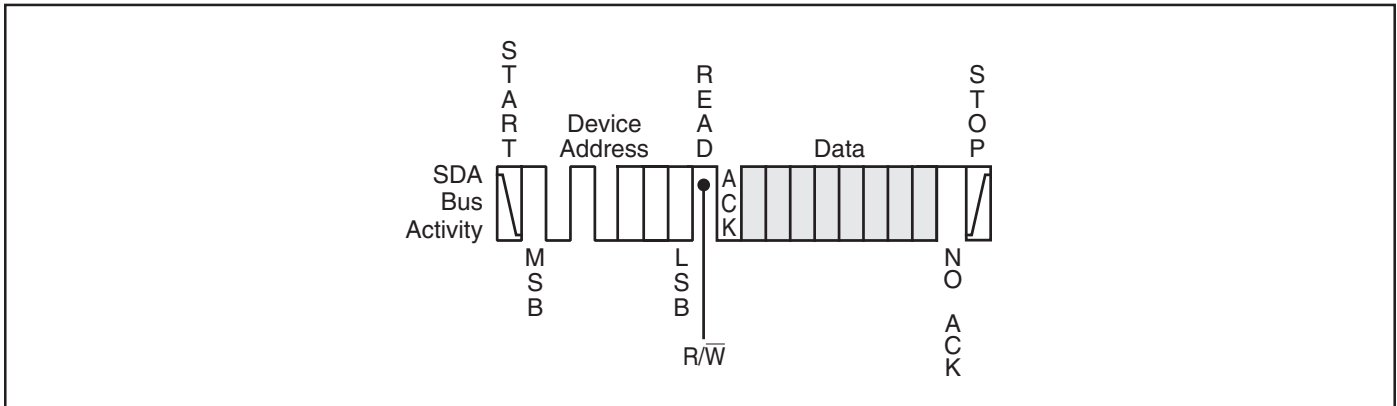 START
Device
Address
READ
Data
STOP
SDA
Bus
Activity
ACK
MSB
LSB
R/W̅
NO ACK